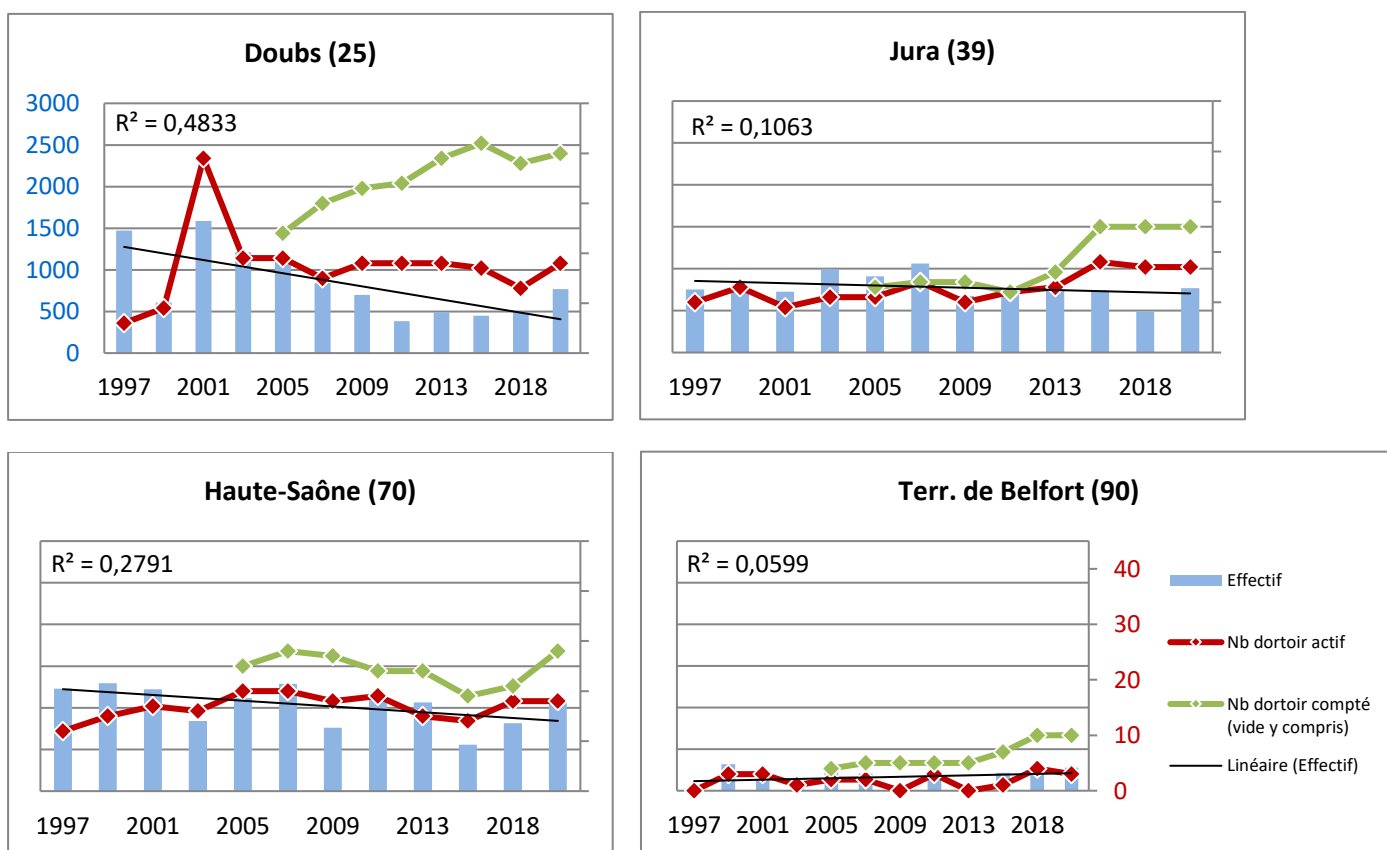 Doubs (25)
R² = 0,4833
3000
2500
2000
1500
1000
500
0
1997 2001 2005 2009 2013 2018
Jura (39)
R² = 0,1063
1997 2001 2005 2009 2013 2018
Haute-Saône (70)
R² = 0,2791
1997 2001 2005 2009 2013 2018
Terr. de Belfort (90)
R² = 0,0599
40
30
20
10
0
1997 2001 2005 2009 2013 2018
Effectif
Nb dortoir actif
Nb dortoir compté
(vide y compris)
Linéaire (Effectif)